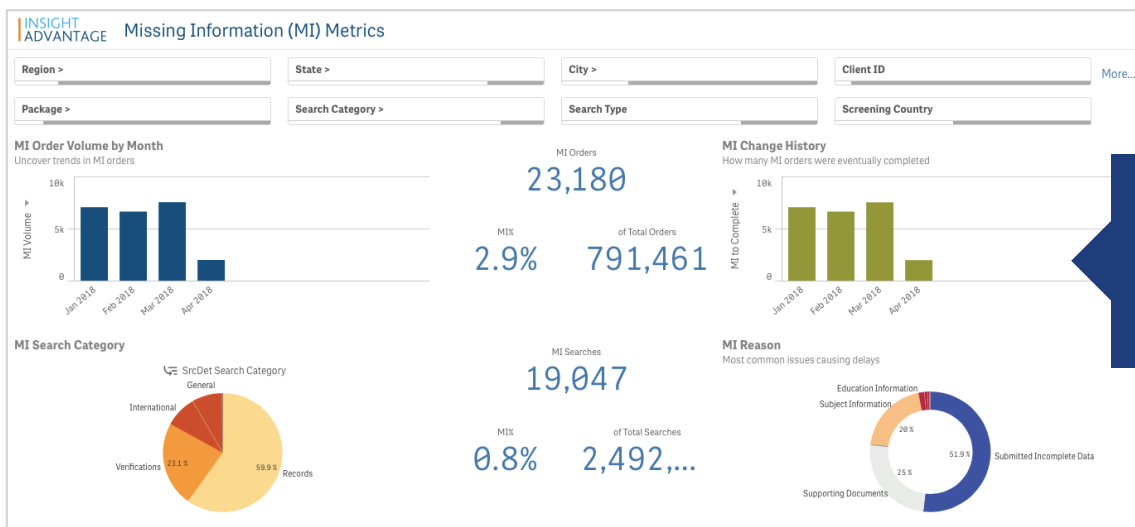 INSIGHT
ADVANTAGE
Missing Information (MI) Metrics
Region >
State >
City >
Client ID
More...
Package >
Search Category >
Search Type
Screening Country
MI Order Volume by Month
Uncover trends in MI orders
10k
5k
0
MI Volume
Jan 2018
Feb 2018
Mar 2018
Apr 2018
MI Orders
23,180
MI%
2.9%
of Total Orders
791,461
MI Change History
How many MI orders were eventually completed
10k
5k
0
MI to Complete
Jan 2018
Feb 2018
Mar 2018
Apr 2018
MI Search Category
SrcDet Search Category
General
International
Verifications
23.1 %
59.9 %
Records
MI Searches
19,047
MI%
0.8%
of Total Searches
2,492,...
MI Reason
Most common issues causing delays
Education Information
Subject Information
20 %
51.9 %
Submitted Incomplete Data
25 %
Supporting Documents